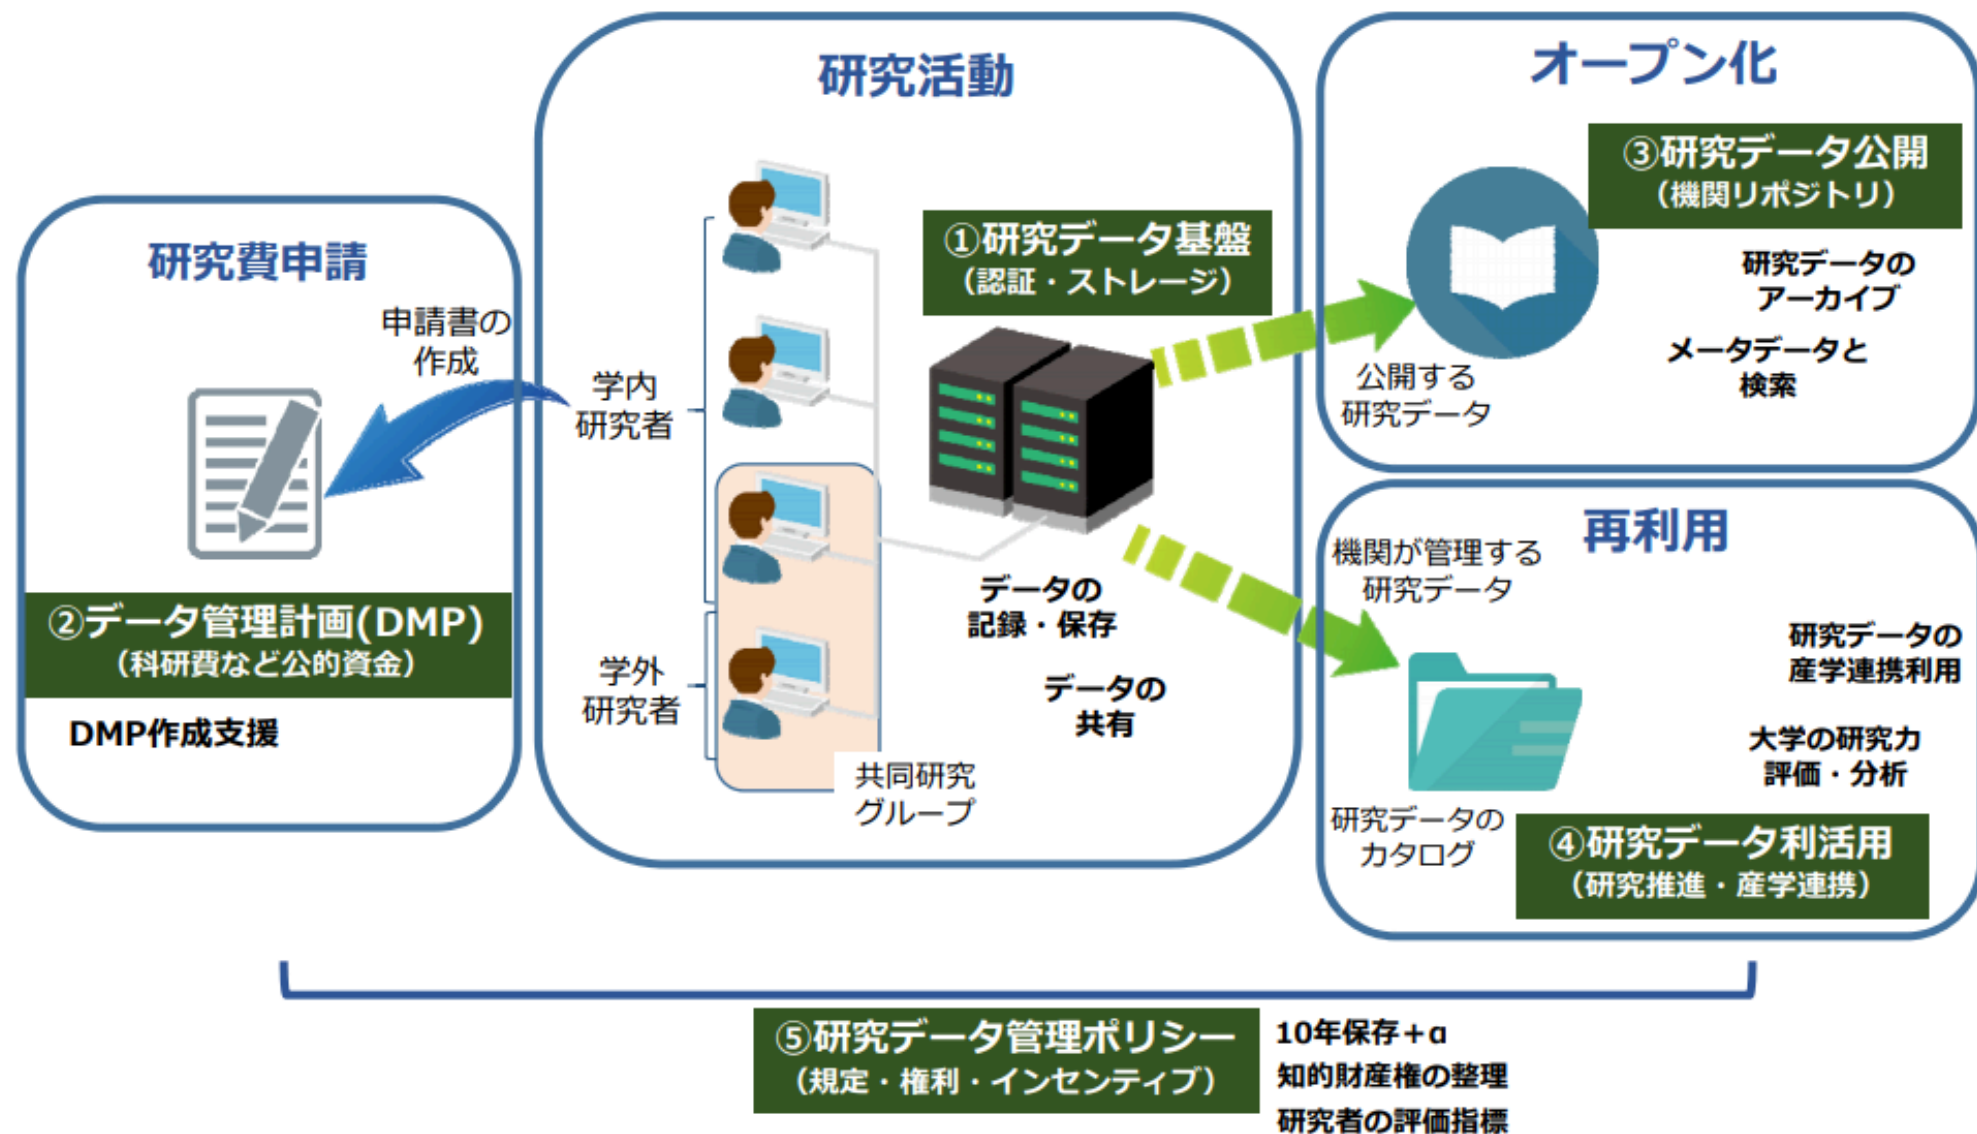 研究費申請
申請書の
作成
②データ管理計画(DMP)
（科研費など公的資金）
DMP作成支援
研究活動
学内
研究者
学外
研究者
共同研究
グループ
①研究データ基盤
（認証・ストレージ）
データの
記録・保存
データの
共有
オープン化
③研究データ公開
（機関リポジトリ）
研究データの
アーカイブ
メータデータと
検索
公開する
研究データ
再利用
機関が管理する
研究データ
研究データの
産学連携利用
大学の研究力
評価・分析
研究データの
カタログ
④研究データ利活用
（研究推進・産学連携）
⑤研究データ管理ポリシー
（規定・権利・インセンティブ）
10年保存＋α
知的財産権の整理
研究者の評価指標